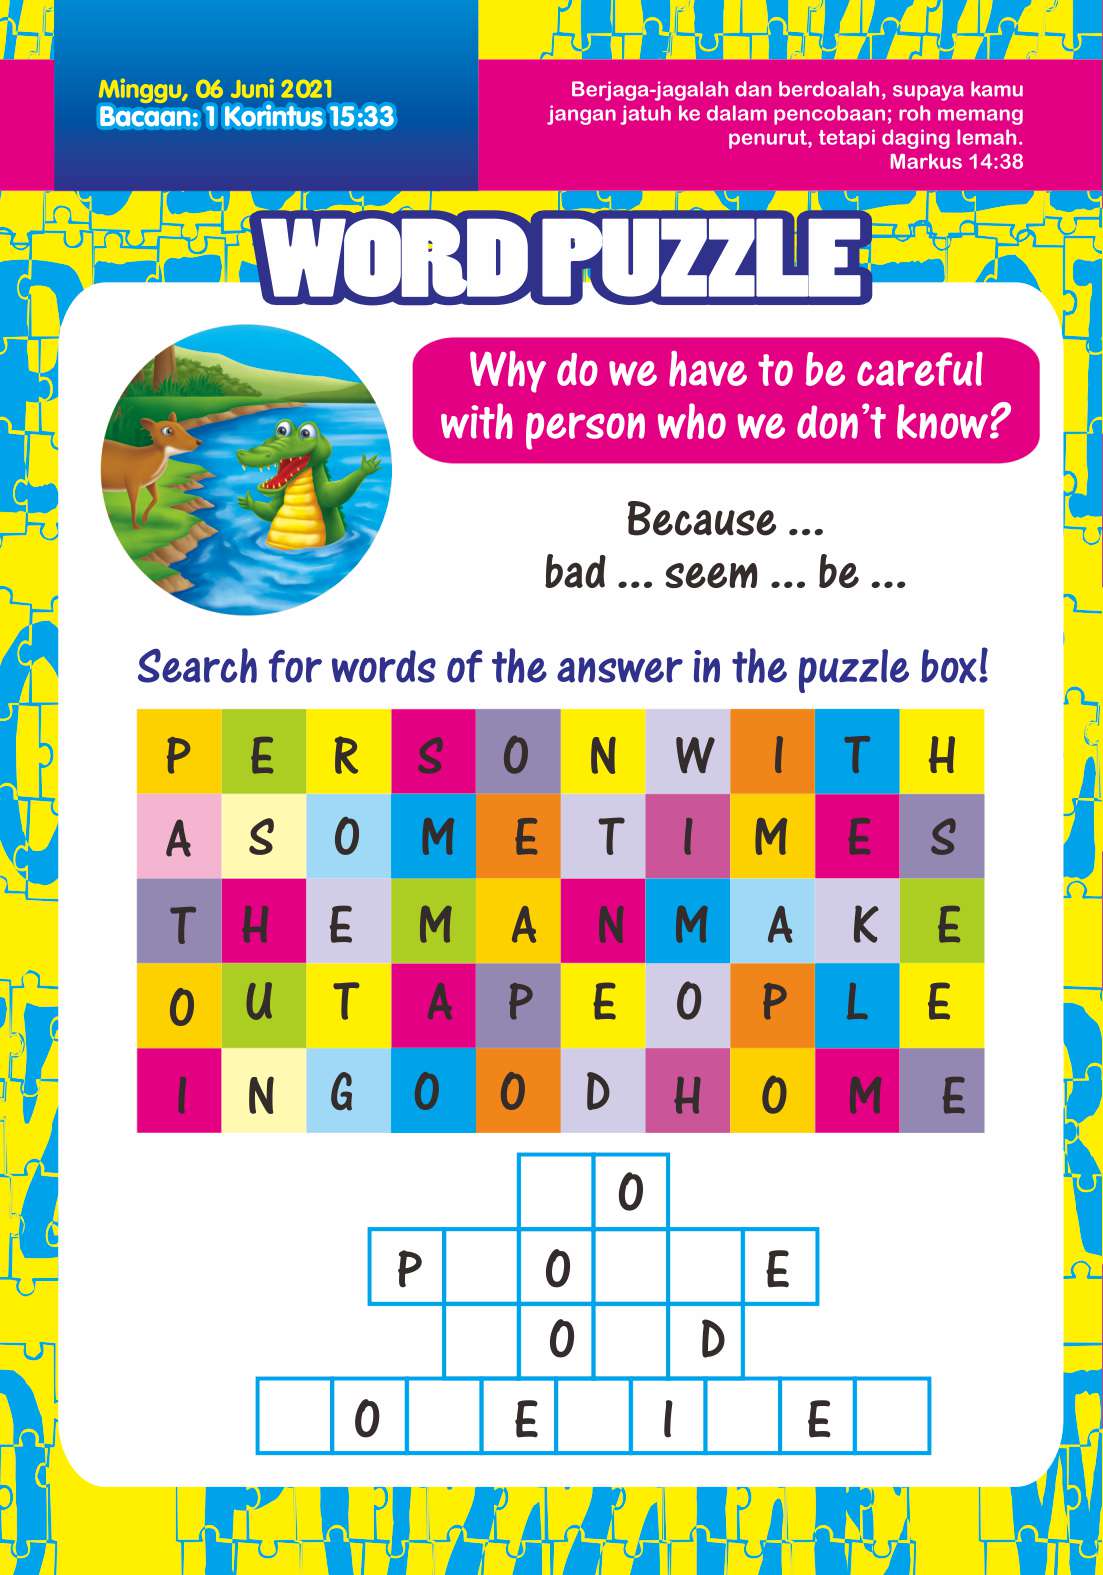 Minggu, 06 Juni 2021
Bacaan: 1 Korintus 15:33
Berjaga-jagalah dan berdoalah, supaya kamu
jangan jatuh ke dalam pencobaan; roh memang
penurut, tetapi daging lemah.
Markus 14:38
WORD PUZZLE
Why do we have to be careful
with person who we don't know?
Because ...
bad ... seem ... be ...
Search for words of the answer in the puzzle box!
P E R S O N W I T H
A S O M E T I M E S
T H E M A N M A K E
O U T A P E O P L E
I N G O O D H O M E
O
P O E
O D
O E I E